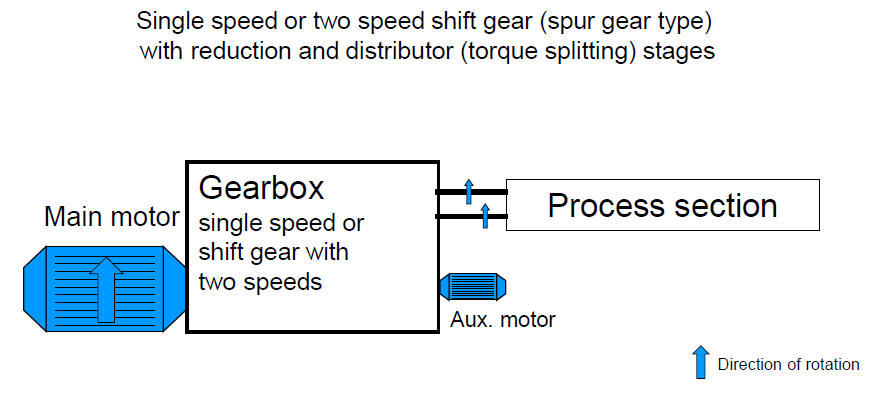 Single speed or two speed shift gear (spur gear type)
with reduction and distributor (torque splitting) stages
Gearbox
single speed or
shift gear with
two speeds
Main motor
Process section
Aux. motor
Direction of rotation